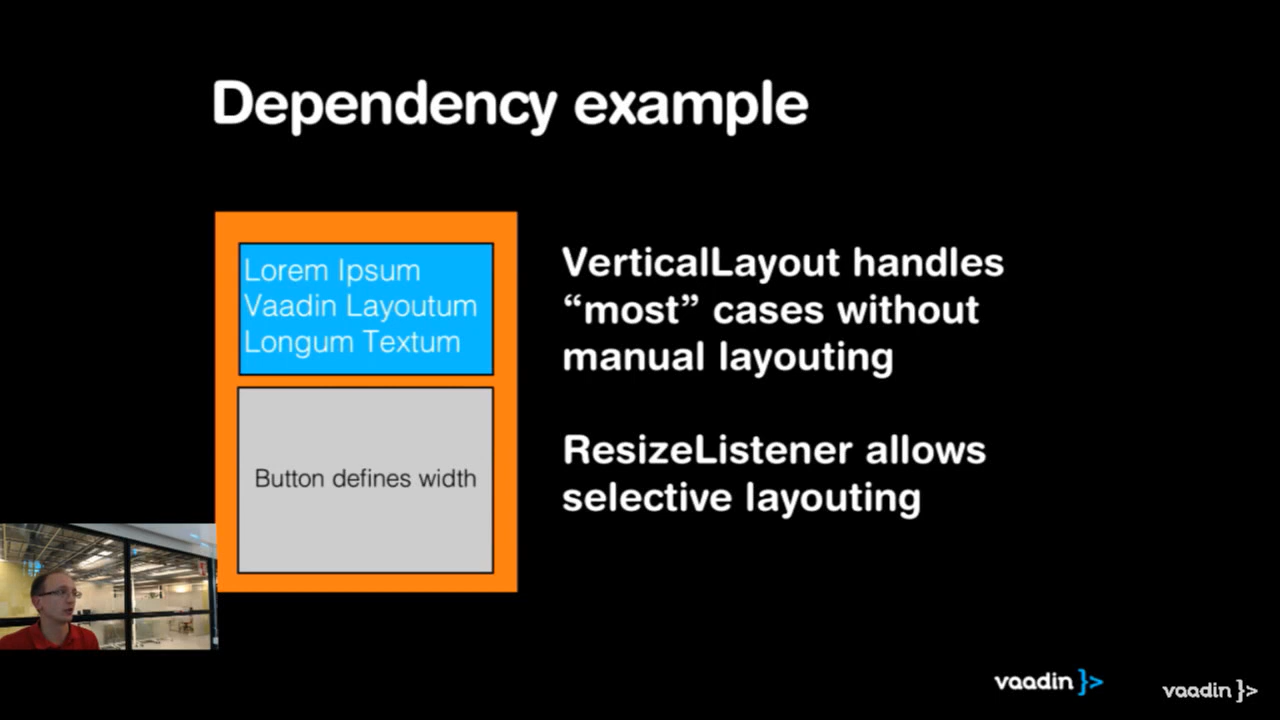 Dependency example
Lorem Ipsum
Vaadin Layoutum
Longum Textum
Button defines width
VerticalLayout handles
“most” cases without
manual layouting
ResizeListener allows
selective layouting
vaadin }>
vaadin }>